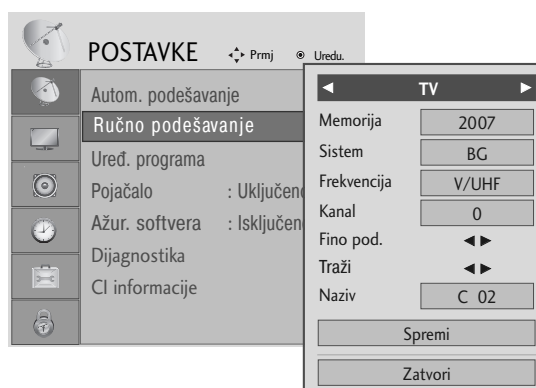 POSTAVKE Prmj Uredu.
Autom. podešavanje
Ručno podešavanje
Uređ. programa
Pojačalo : Uključeno
Ažur. softvera : Isključeno
Dijagnostika
CI informacije
TV
Memorija 2007
Sistem BG
Frekvencija V/UHF
Kanal 0
Fino pod.
Traži
Naziv C 02
Spremi
Zatvori